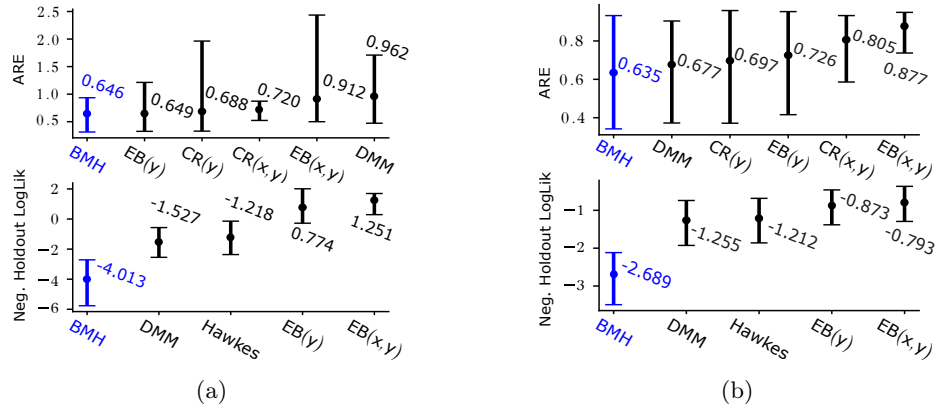 2.5
2.0
1.5
1.0
0.5
ARE
0.646
0.649
0.688
0.720
0.912
0.962
BMH
EB(y)
CR(y)
CR(x,y)
EB(x,y)
DMM
2
0
−2
−4
−6
Neg. Holdout LogLik
-4.013
-1.527
-1.218
0.774
1.251
BMH
DMM
Hawkes
EB(y)
EB(x,y)
(a)
0.8
0.6
0.4
ARE
0.635
0.677
0.697
0.726
0.805
0.877
BMH
DMM
CR(y)
EB(y)
CR(x,y)
EB(x,y)
−1
−2
−3
Neg. Holdout LogLik
-2.689
-1.255
-1.212
-0.873
-0.793
BMH
DMM
Hawkes
EB(y)
EB(x,y)
(b)